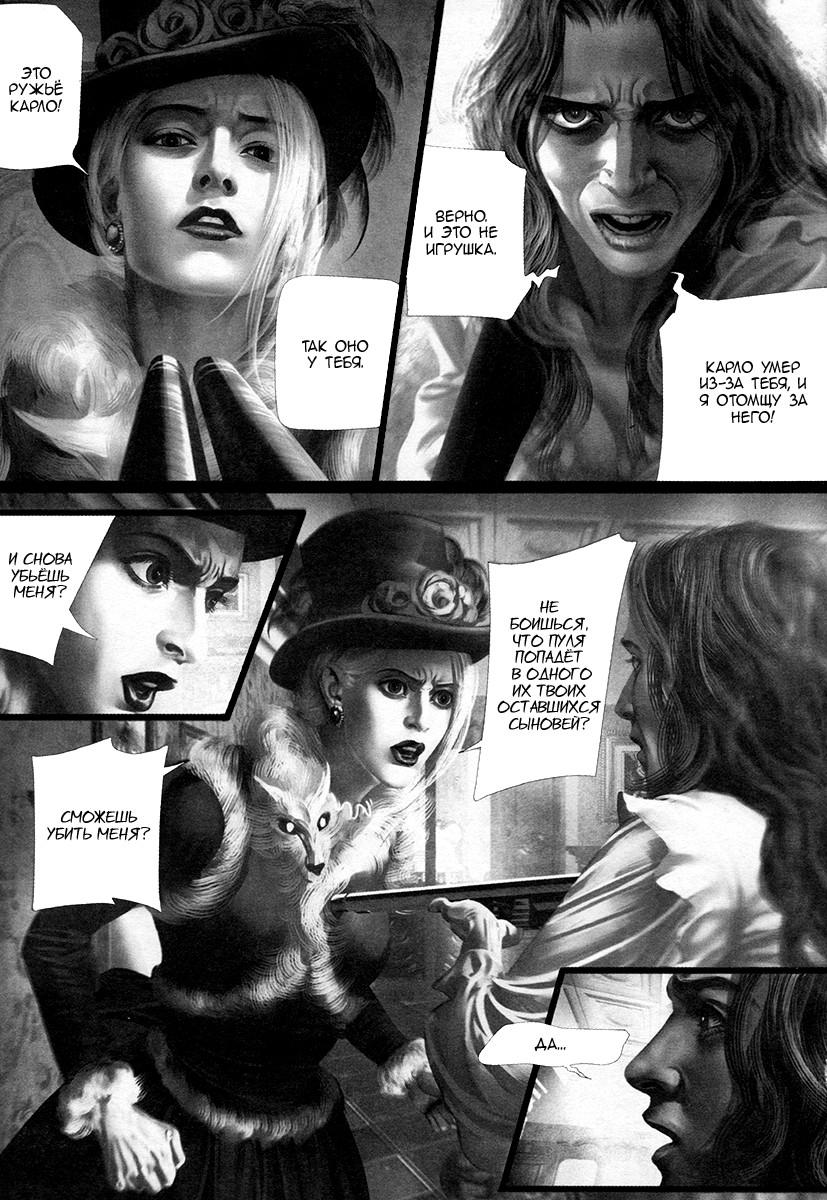 ЭТО
РУЖЬЁ
КАРЛО!
ТАК ОНО
У ТЕБЯ.
ВЕРНО.
И ЭТО НЕ
ИГРУШКА.
КАРЛО УМЕР
ИЗ-ЗА ТЕБЯ, И
Я ОТОМЩУ ЗА
НЕГО!
И СНОВА
УБЬЁШЬ
МЕНЯ?
НЕ
БОИШЬСЯ,
ЧТО ПУЛЯ
ПОПАДЁТ
В ОДНОГО
ИХ ТВОИХ
ОСТАВШИХСЯ
СЫНОВЕЙ?
СМОЖЕШЬ
УБИТЬ МЕНЯ?
ДА...